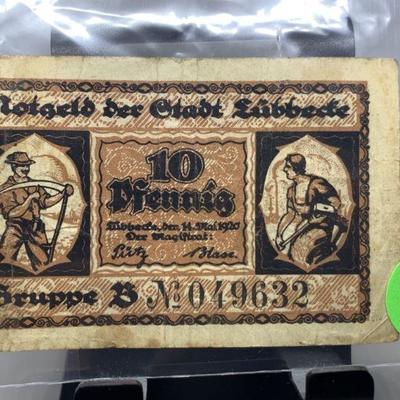 Notgeld der Stadt Lübbecke
10
Pfennig
Lübbecke, den 14. Mai 1920
Der Magistrat:
Gruppe B No 049632